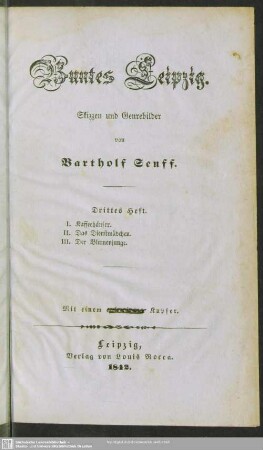 Buntes Leipzig.
Skizzen und Genrebilder
von
Bartholf Senff.
Drittes Heft.
I. Kaffeehäuser.
II. Das Dienstmädchen.
III. Der Blumenjunge.
Mit einem Kupfer.
Leipzig,
Verlag von Louis Rocca.
1842.